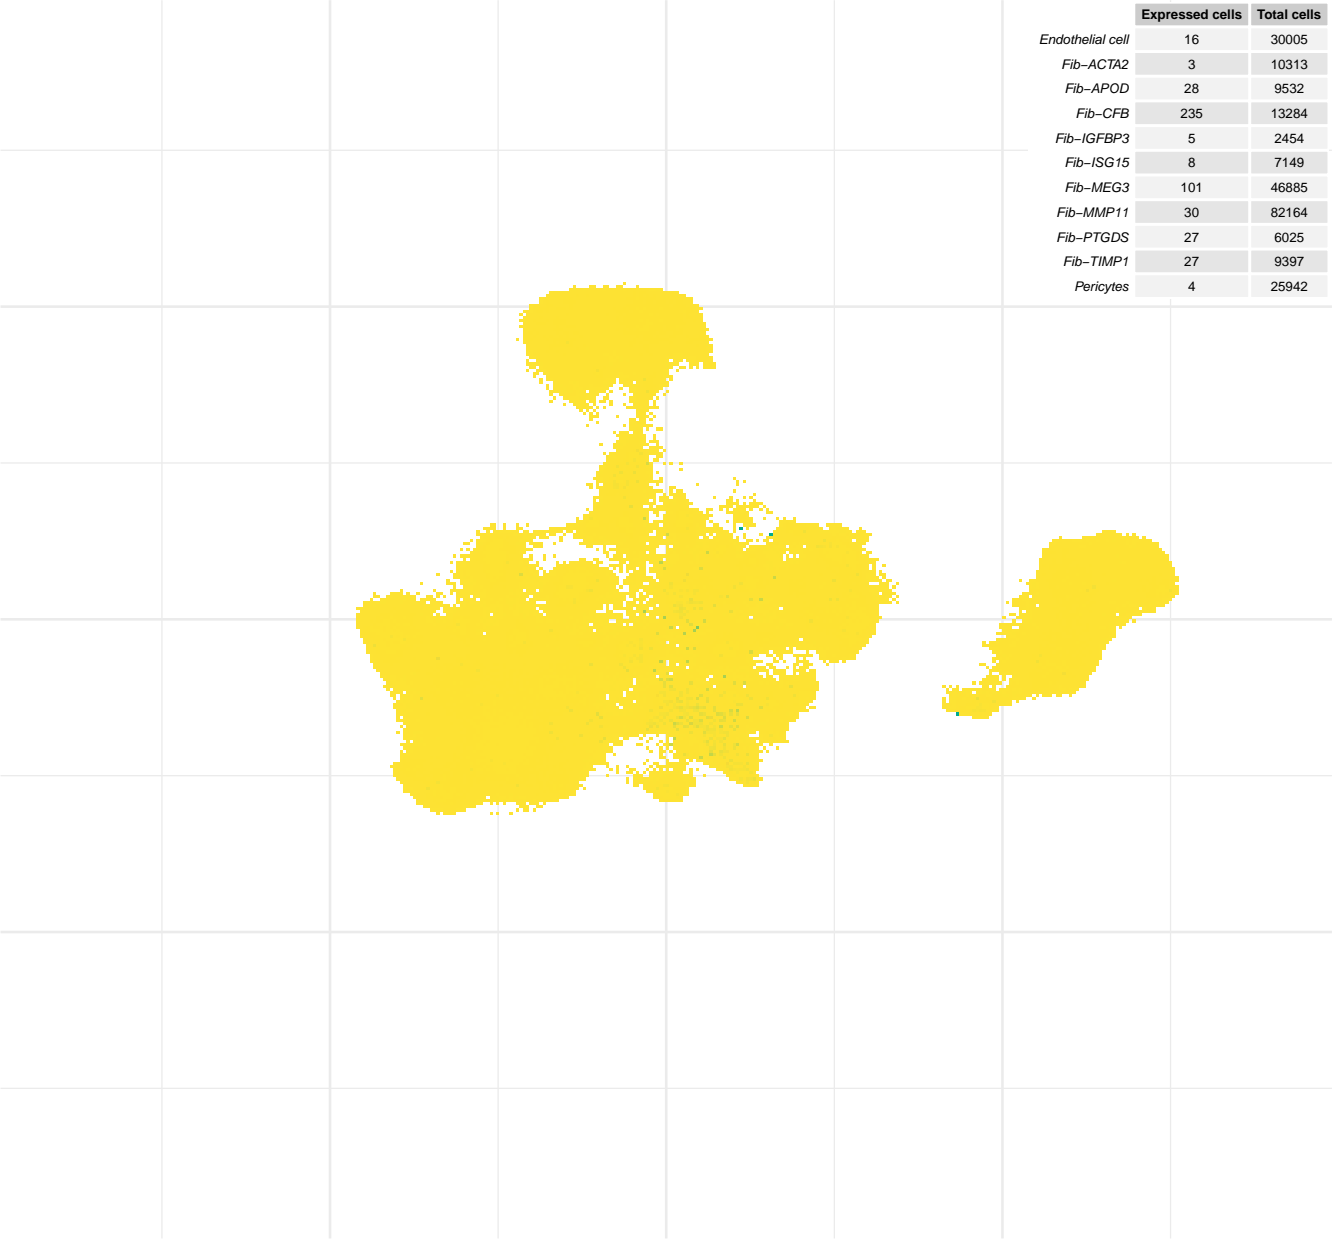 Expressed cells Total cells
Endothelial cell 16 30005
Fib−ACTA2 3 10313
Fib−APOD 28 9532
Fib−CFB 235 13284
Fib−IGFBP3 5 2454
Fib−ISG15 8 7149
Fib−MEG3 101 46885
Fib−MMP11 30 82164
Fib−PTGDS 27 6025
Fib−TIMP1 27 9397
Pericytes 4 25942